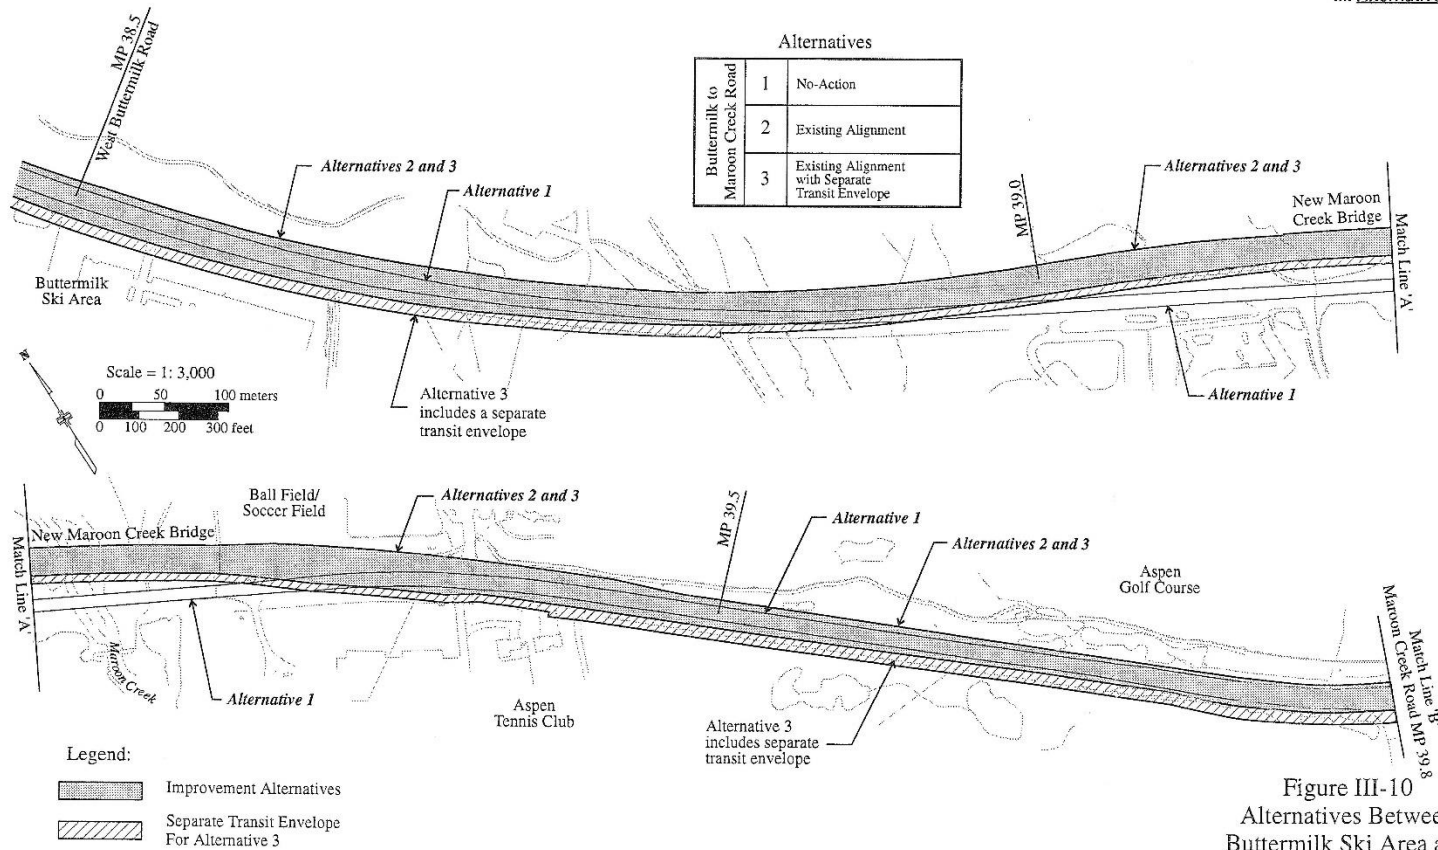 MP 38.5
West Buttermilk Road
Alternatives
Buttermilk to
Maroon Creek Road
1 No-Action
2 Existing Alignment
3 Existing Alignment
with Separate
Transit Envelope
Alternatives 2 and 3
Alternative 1
MP 39.0
Alternatives 2 and 3
New Maroon
Creek Bridge
Match Line 'A'
Buttermilk
Ski Area
N
Scale = 1: 3,000
0 50 100 meters
0 100 200 300 feet
Alternative 3
includes a separate
transit envelope
Alternative 1
Match Line 'A'
New Maroon Creek Bridge
Ball Field/
Soccer Field
Alternatives 2 and 3
MP 39.5
Alternative 1
Alternatives 2 and 3
Aspen
Golf Course
Match Line 'B'
Maroon Creek Road MP 39.8
Maroon Creek
Alternative 1
Aspen
Tennis Club
Alternative 3
includes separate
transit envelope
Legend:
Improvement Alternatives
Separate Transit Envelope
For Alternative 3
Figure III-10
Alternatives Betwee
Buttermilk Ski Area a